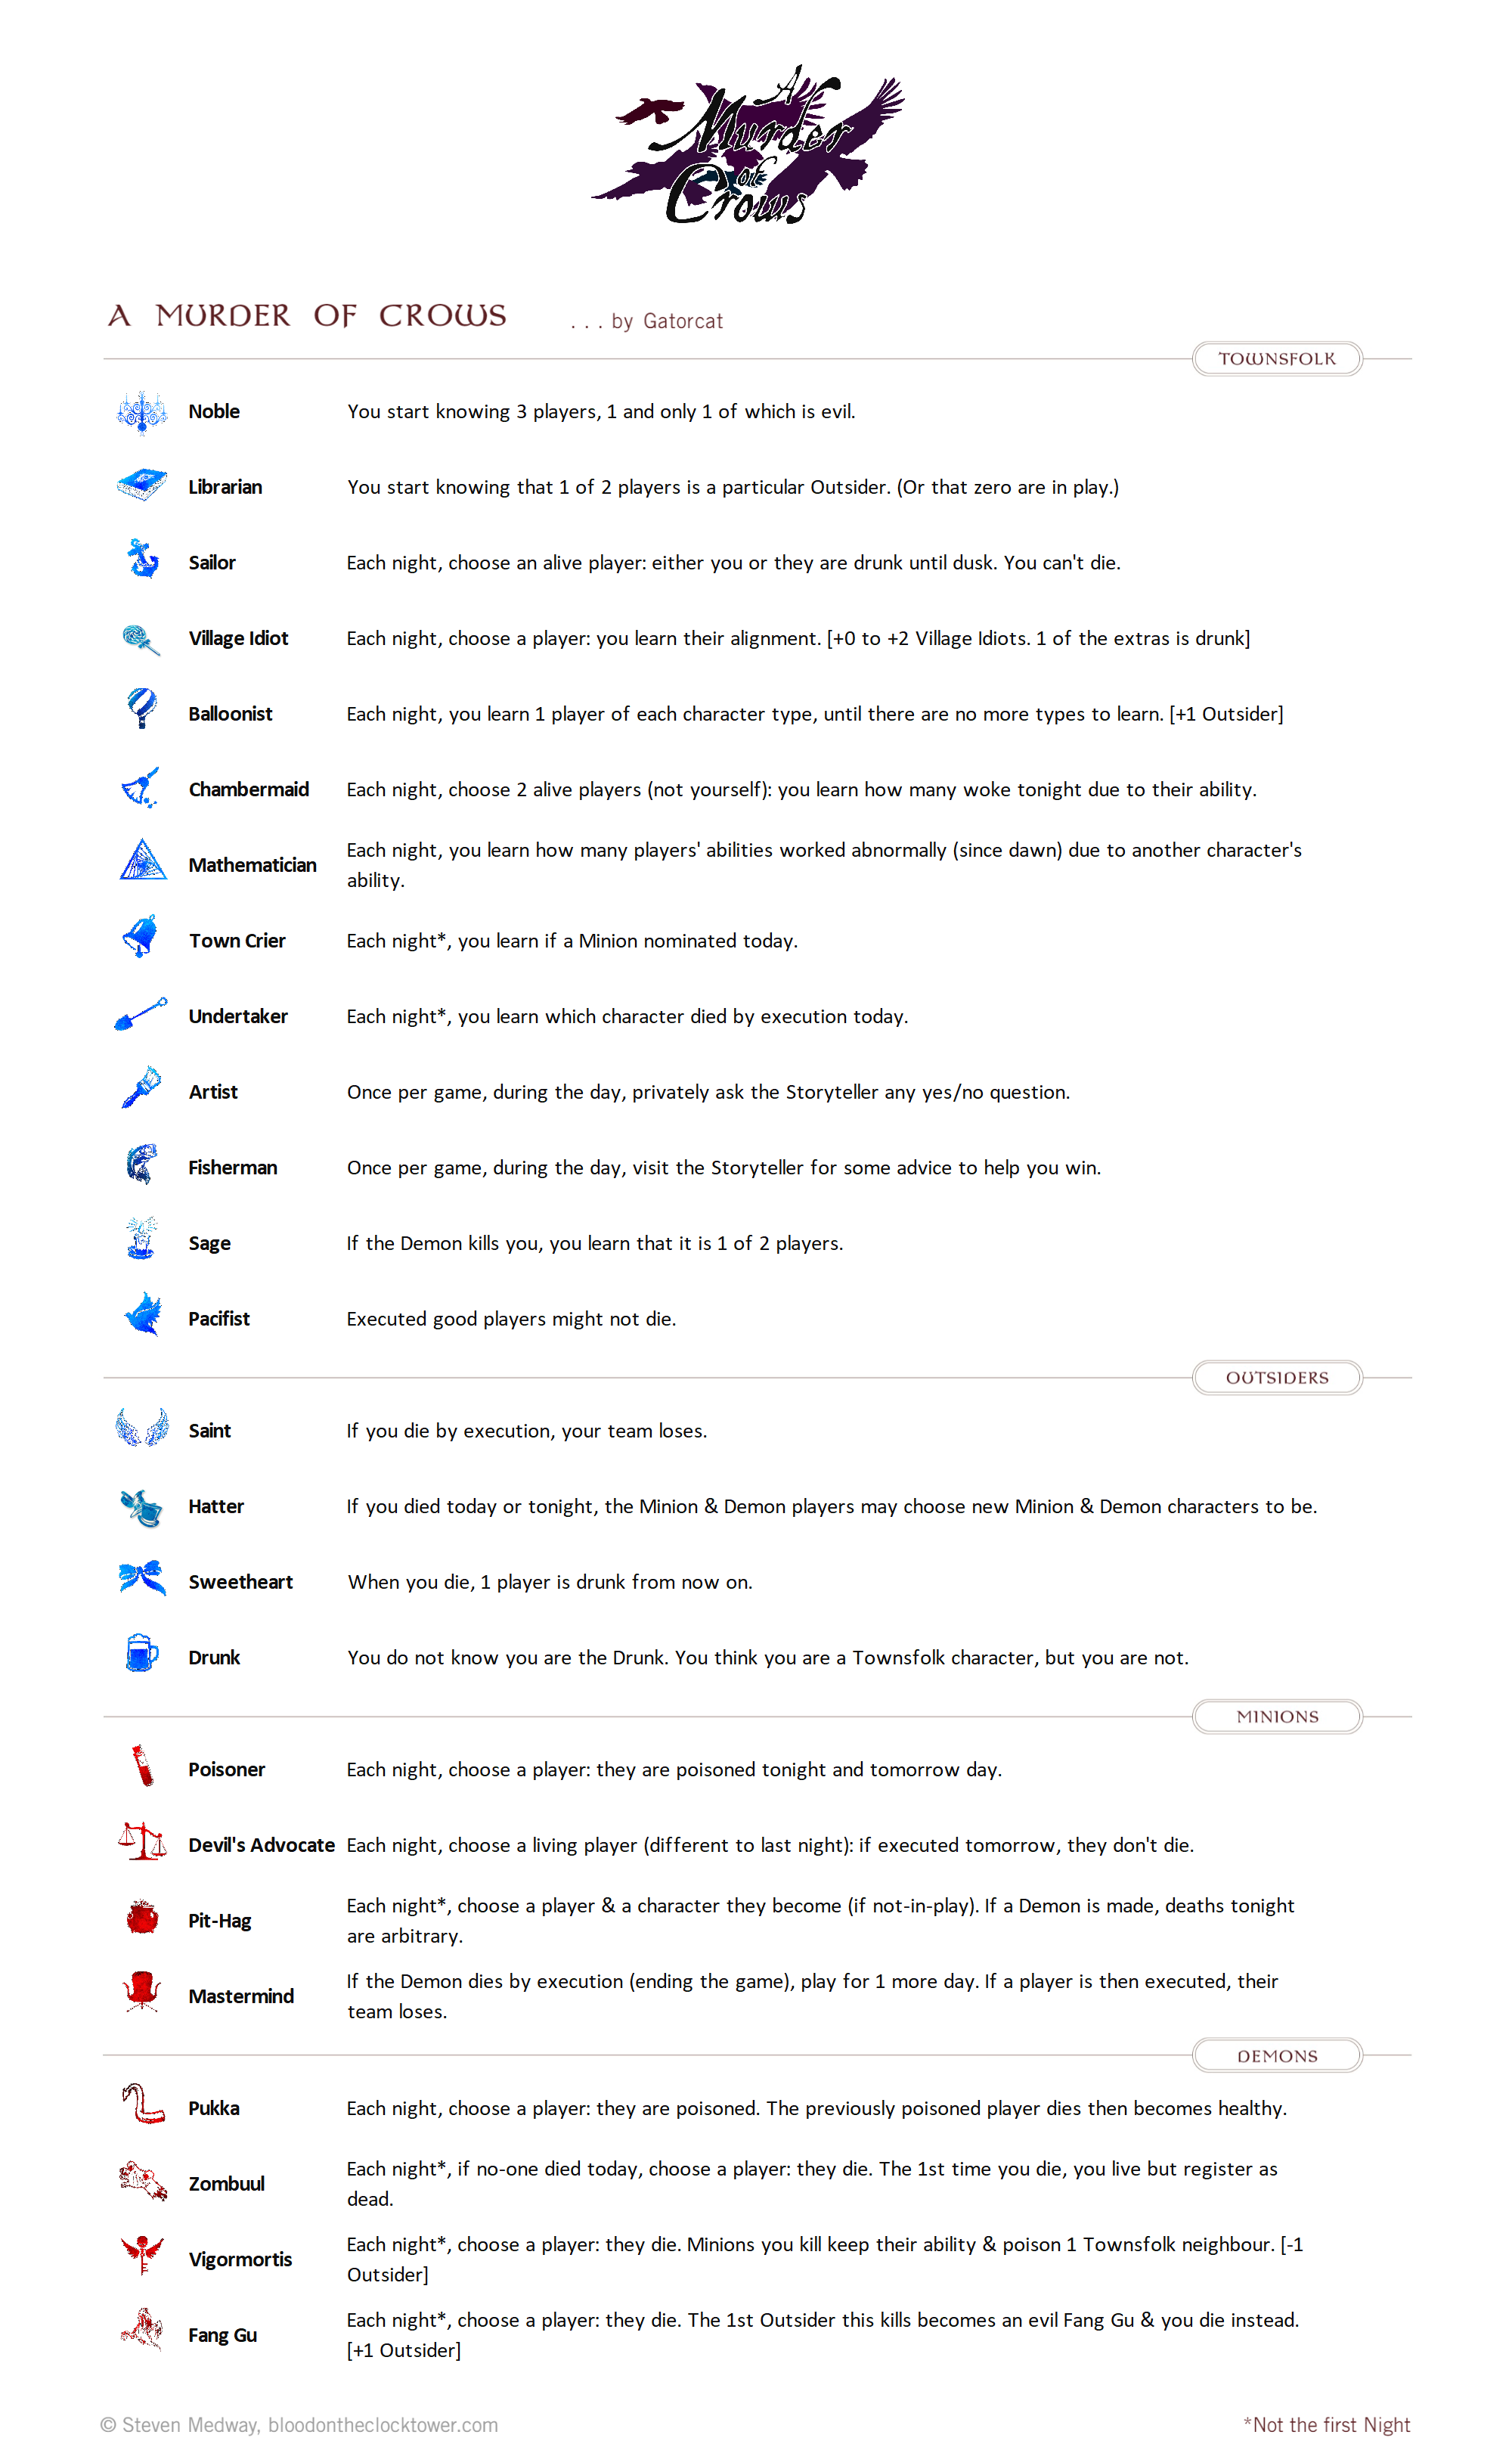 A
Murder
of
Crows
A MURDER OF CROWS . . . by Gatorcat
TOWNSFOLK
Noble You start knowing 3 players, 1 and only 1 of which is evil.
Librarian You start knowing that 1 of 2 players is a particular Outsider. (Or that zero are in play.)
Sailor Each night, choose an alive player: either you or they are drunk until dusk. You can't die.
Village Idiot Each night, choose a player: you learn their alignment. [+0 to +2 Village Idiots. 1 of the extras is drunk]
Balloonist Each night, you learn 1 player of each character type, until there are no more types to learn. [+1 Outsider]
Chambermaid Each night, choose 2 alive players (not yourself): you learn how many woke tonight due to their ability.
Mathematician Each night, you learn how many players' abilities worked abnormally (since dawn) due to another character's
ability.
Town Crier Each night*, you learn if a Minion nominated today.
Undertaker Each night*, you learn which character died by execution today.
Artist Once per game, during the day, privately ask the Storyteller any yes/no question.
Fisherman Once per game, during the day, visit the Storyteller for some advice to help you win.
Sage If the Demon kills you, you learn that it is 1 of 2 players.
Pacifist Executed good players might not die.
OUTSIDERS
Saint If you die by execution, your team loses.
Hatter If you died today or tonight, the Minion & Demon players may choose new Minion & Demon characters to be.
Sweetheart When you die, 1 player is drunk from now on.
Drunk You do not know you are the Drunk. You think you are a Townsfolk character, but you are not.
MINIONS
Poisoner Each night, choose a player: they are poisoned tonight and tomorrow day.
Devil's Advocate Each night, choose a living player (different to last night): if executed tomorrow, they don't die.
Pit-Hag Each night*, choose a player & a character they become (if not-in-play). If a Demon is made, deaths tonight
are arbitrary.
Mastermind If the Demon dies by execution (ending the game), play for 1 more day. If a player is then executed, their
team loses.
DEMONS
Pukka Each night, choose a player: they are poisoned. The previously poisoned player dies then becomes healthy.
Zombuul Each night*, if no-one died today, choose a player: they die. The 1st time you die, you live but register as
dead.
Vigormortis Each night*, choose a player: they die. Minions you kill keep their ability & poison 1 Townsfolk neighbour. [-1
Outsider]
Fang Gu Each night*, choose a player: they die. The 1st Outsider this kills becomes an evil Fang Gu & you die instead.
[+1 Outsider]
© Steven Medway, bloodontheclocktower.com *Not the first Night